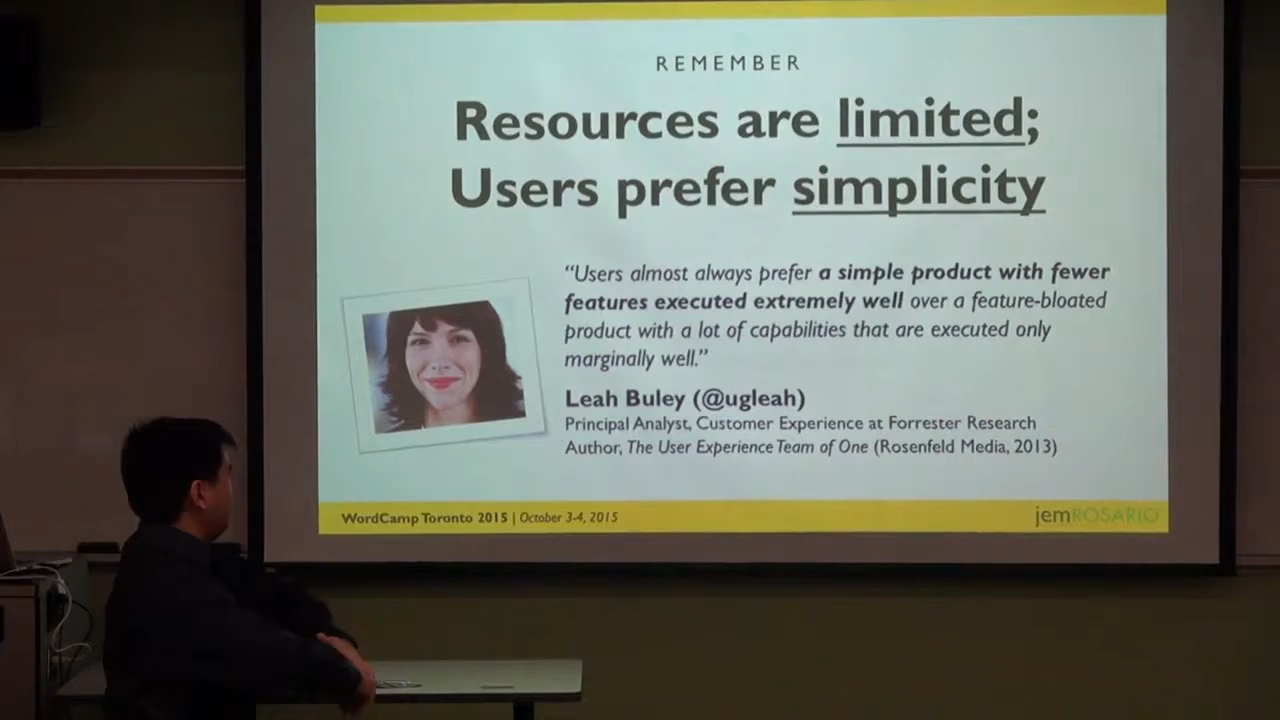 REMEMBER
Resources are limited;
Users prefer simplicity
“Users almost always prefer a simple product with fewer
features executed extremely well over a feature-bloated
product with a lot of capabilities that are executed only
marginally well.”
Leah Buley (@ugleah)
Principal Analyst, Customer Experience at Forrester Research
Author, The User Experience Team of One (Rosenfeld Media, 2013)
WordCamp Toronto 2015 | October 3-4, 2015
jemROSARIO